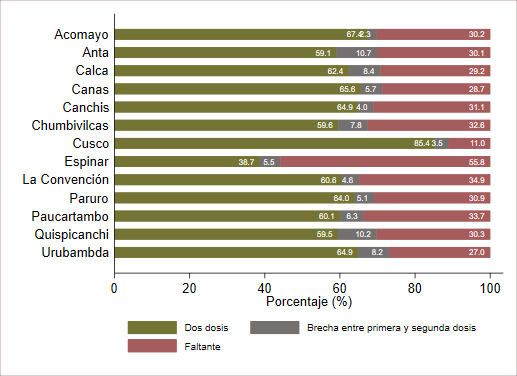 Acomayo 67.4 2.3 30.2
Anta 59.1 10.7 30.1
Calca 62.4 8.4 29.2
Canas 65.6 5.7 28.7
Canchis 64.9 4.0 31.1
Chumbivilcas 59.6 7.8 32.6
Cusco 85.4 3.5 11.0
Espinar 38.7 5.5 55.8
La Convención 60.6 4.6 34.9
Paruro 64.0 5.1 30.9
Paucartambo 60.1 6.3 33.7
Quispicanchi 59.5 10.2 30.3
Urubambda 64.9 8.2 27.0
0 20 40 60 80 100
Porcentaje (%)
Dos dosis Brecha entre primera y segunda dosis
Faltante